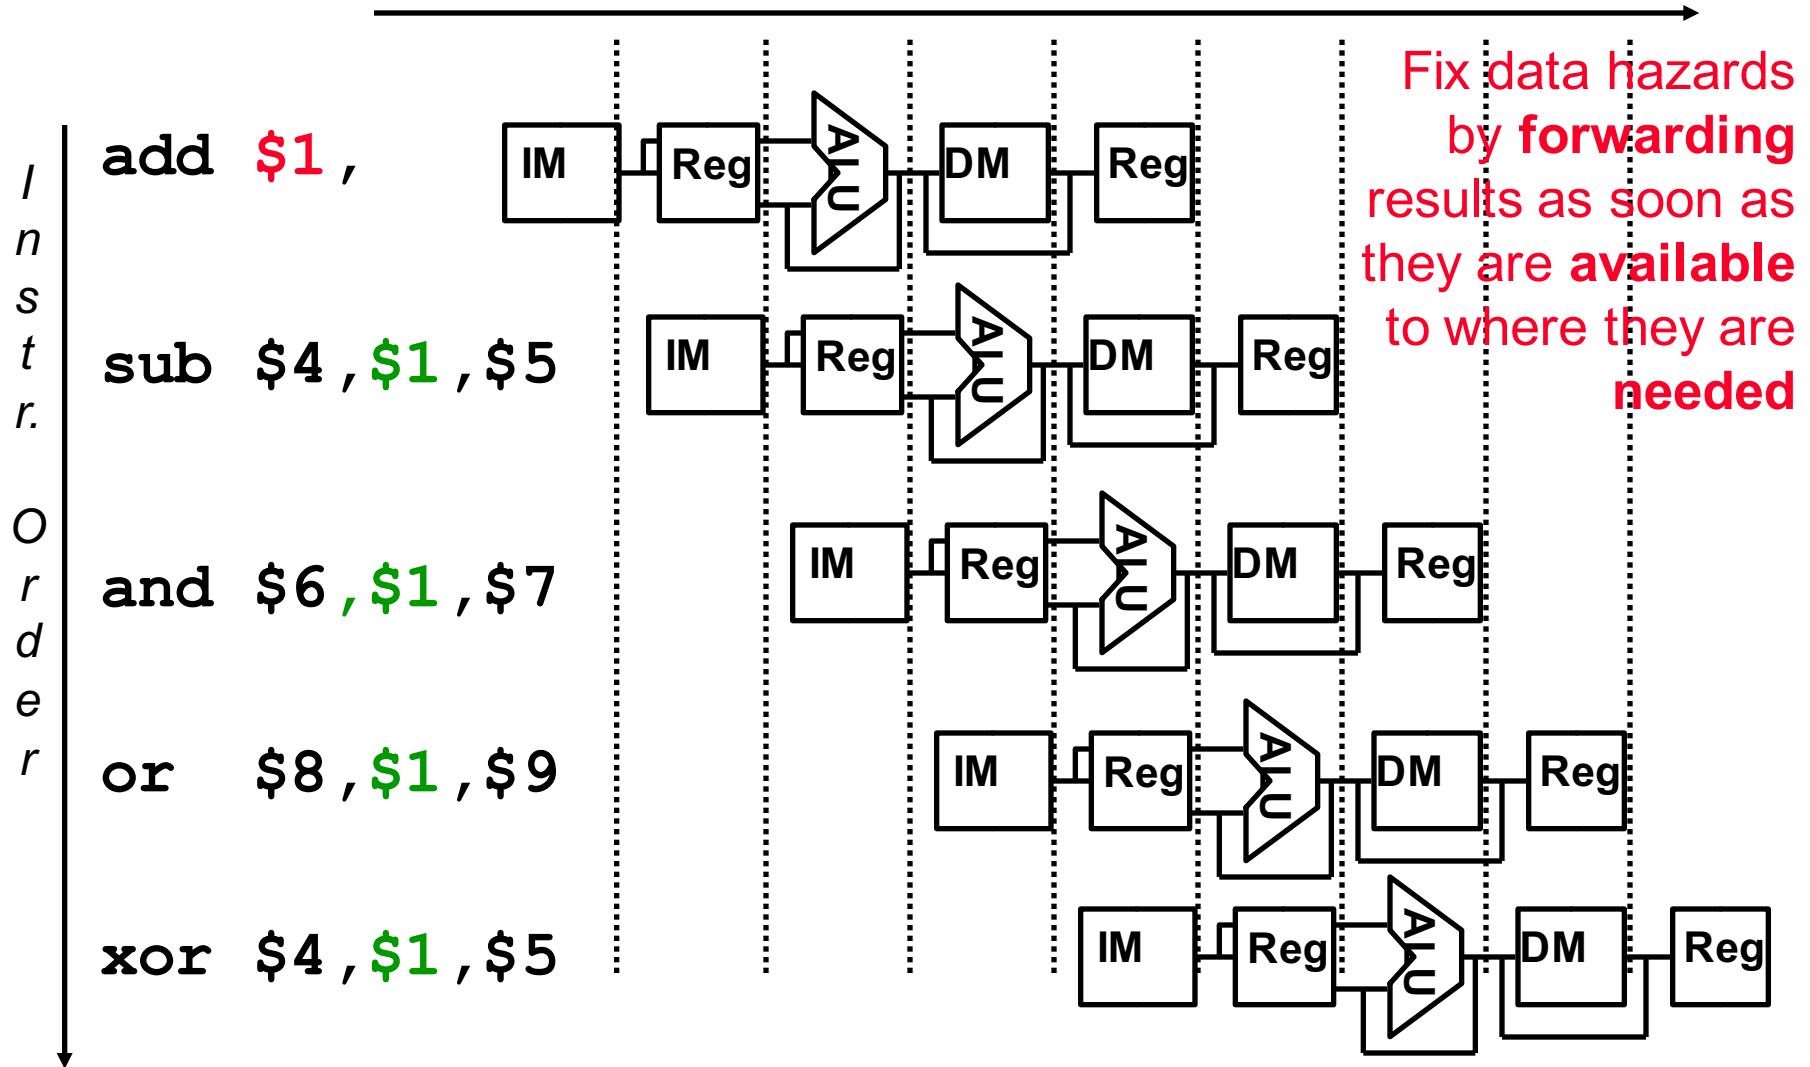 Fix data hazards
by forwarding
results as soon as
they are available
to where they are
needed
Instr. Order
add $1,
IM Reg ALU DM Reg
sub $4,$1,$5
IM Reg ALU DM Reg
and $6,$1,$7
IM Reg ALU DM Reg
or $8,$1,$9
IM Reg ALU DM Reg
xor $4,$1,$5
IM Reg ALU DM Reg